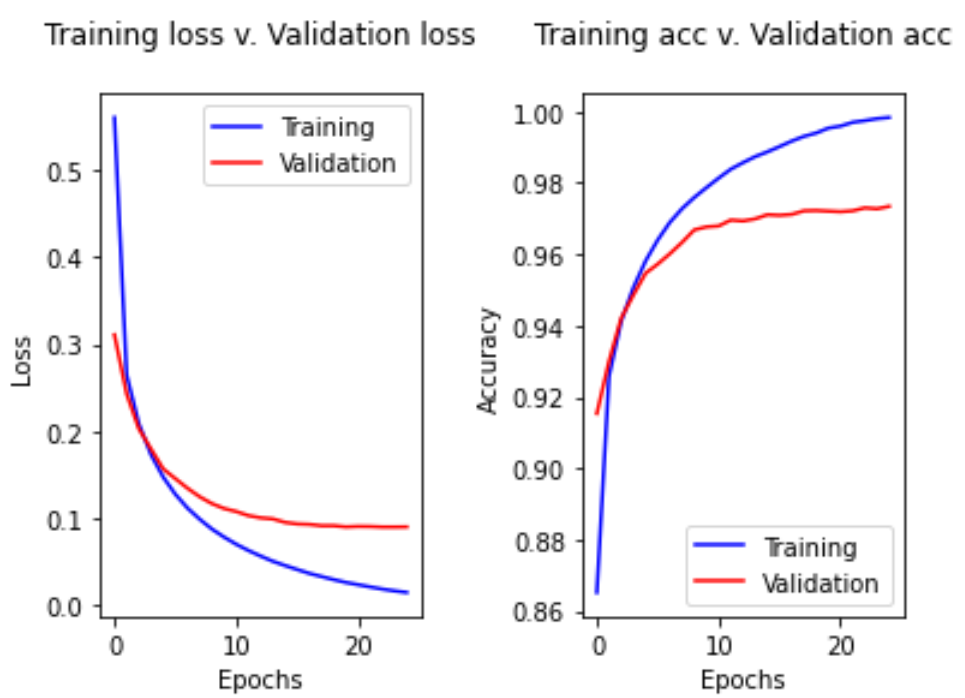 Training loss v. Validation loss
Training
Validation
0.5
0.4
0.3
0.2
0.1
0.0
Loss
0
10
20
Epochs
Training acc v. Validation acc
1.00
0.98
0.96
0.94
0.92
0.90
0.88
0.86
Accuracy
Training
Validation
0
10
20
Epochs